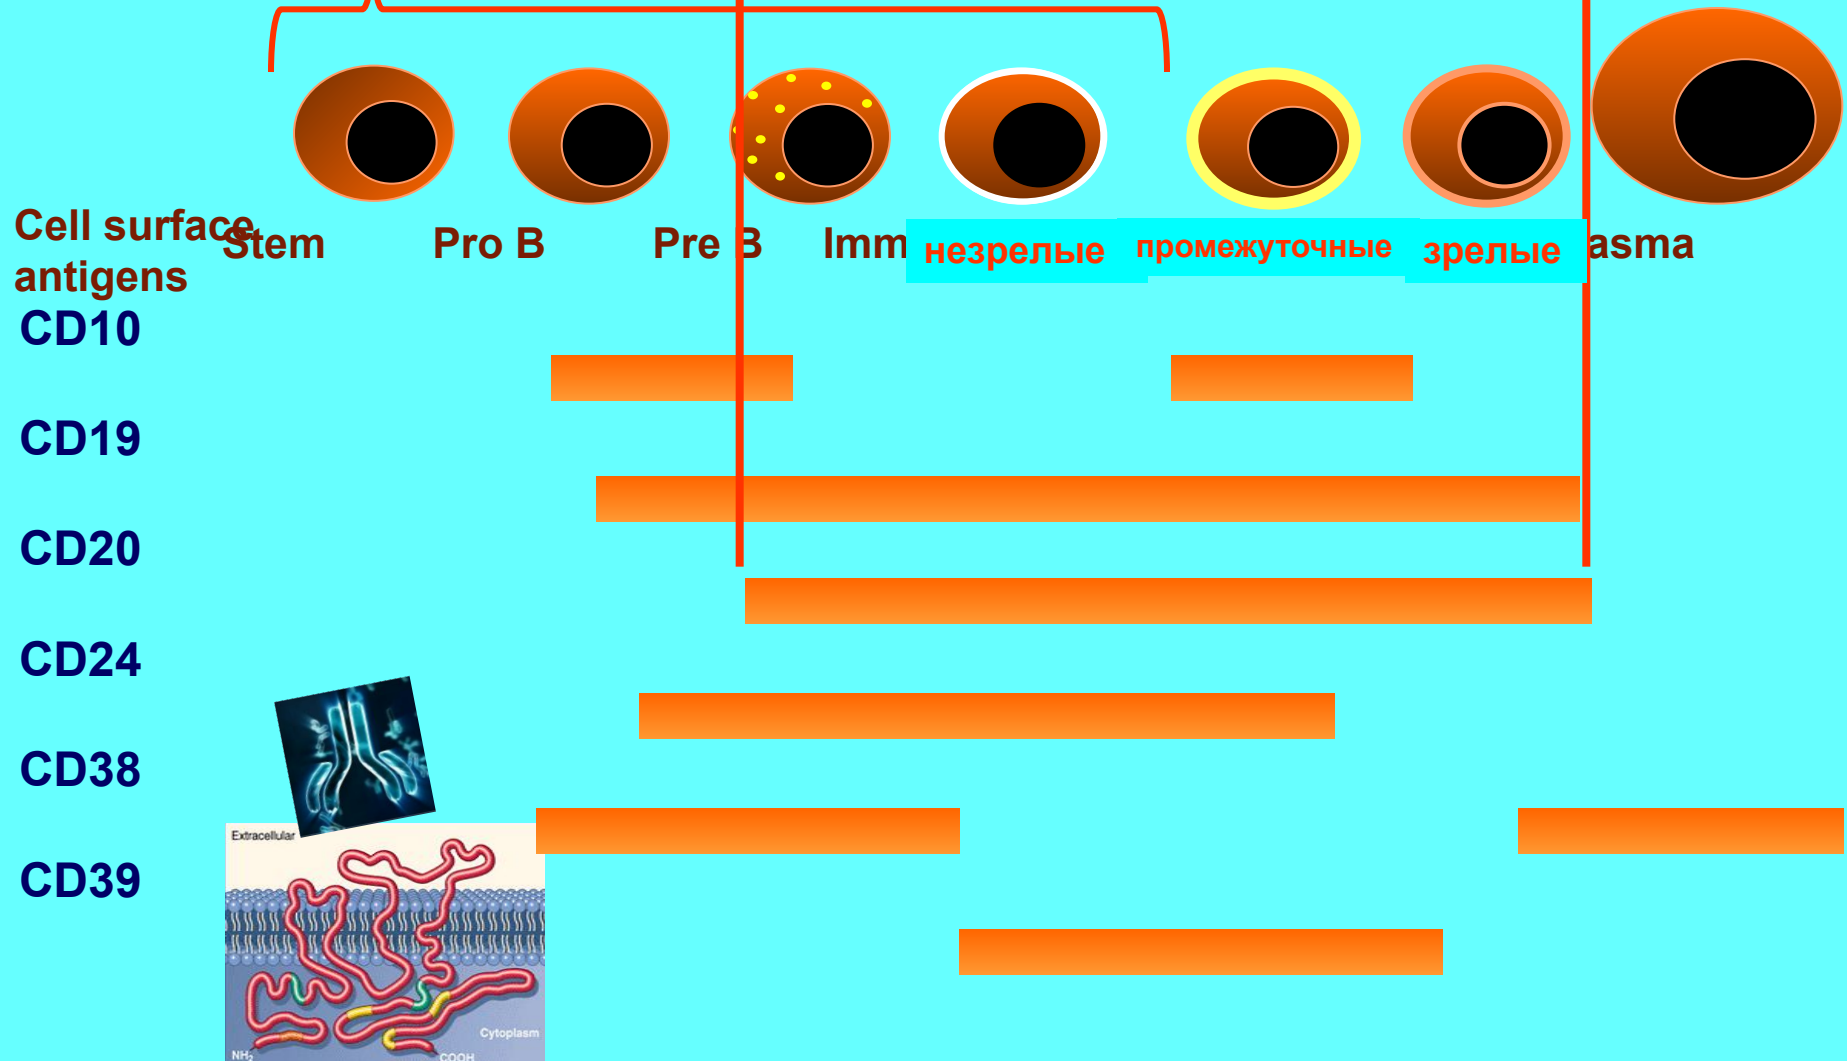 Cell surface
antigens
Stem Pro B Pre B Imm незрелые промежуточные зрелые asma
CD10
CD19
CD20
CD24
CD38
CD39
Extracellular
Cytoplasm
NH2
COOH